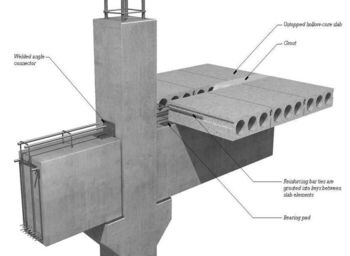 Untopped hollow core slab
Grout
Welded angle
connector
Reinforcing bar ties are
grouted into keys between
slab elements
Bearing pad